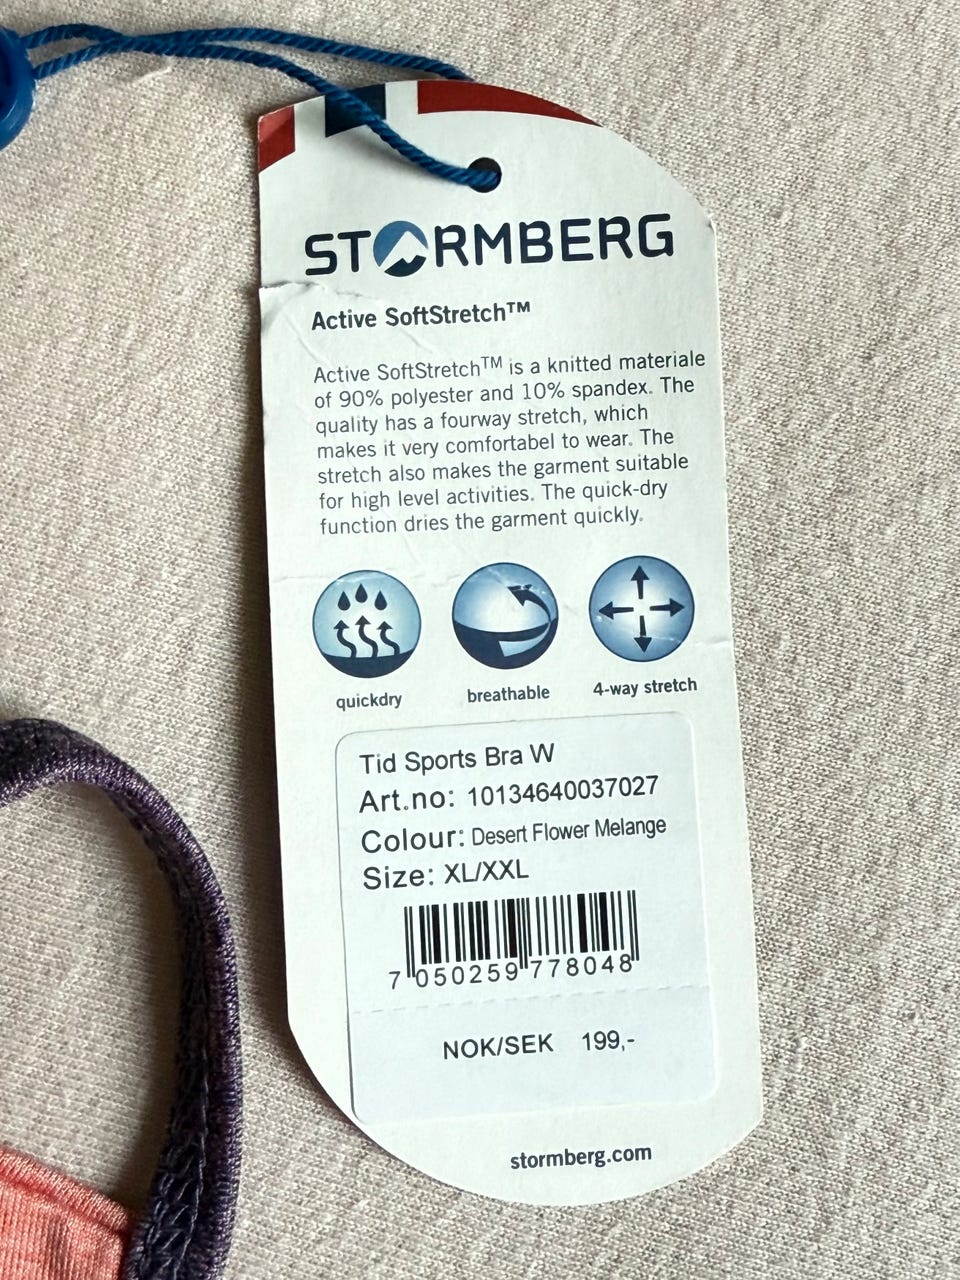 STORMBERG
Active SoftStretch™
Active SoftStretch™ is a knitted materiale
of 90% polyester and 10% spandex. The
quality has a fourway stretch, which
makes it very comfortabel to wear. The
stretch also makes the garment suitable
for high level activities. The quick-dry
function dries the garment quickly.
quickdry
breathable
4-way stretch
Tid Sports Bra W
Art.no: 10134640037027
Colour: Desert Flower Melange
Size: XL/XXL
7 050259 778048
NOK/SEK 199,-
stormberg.com